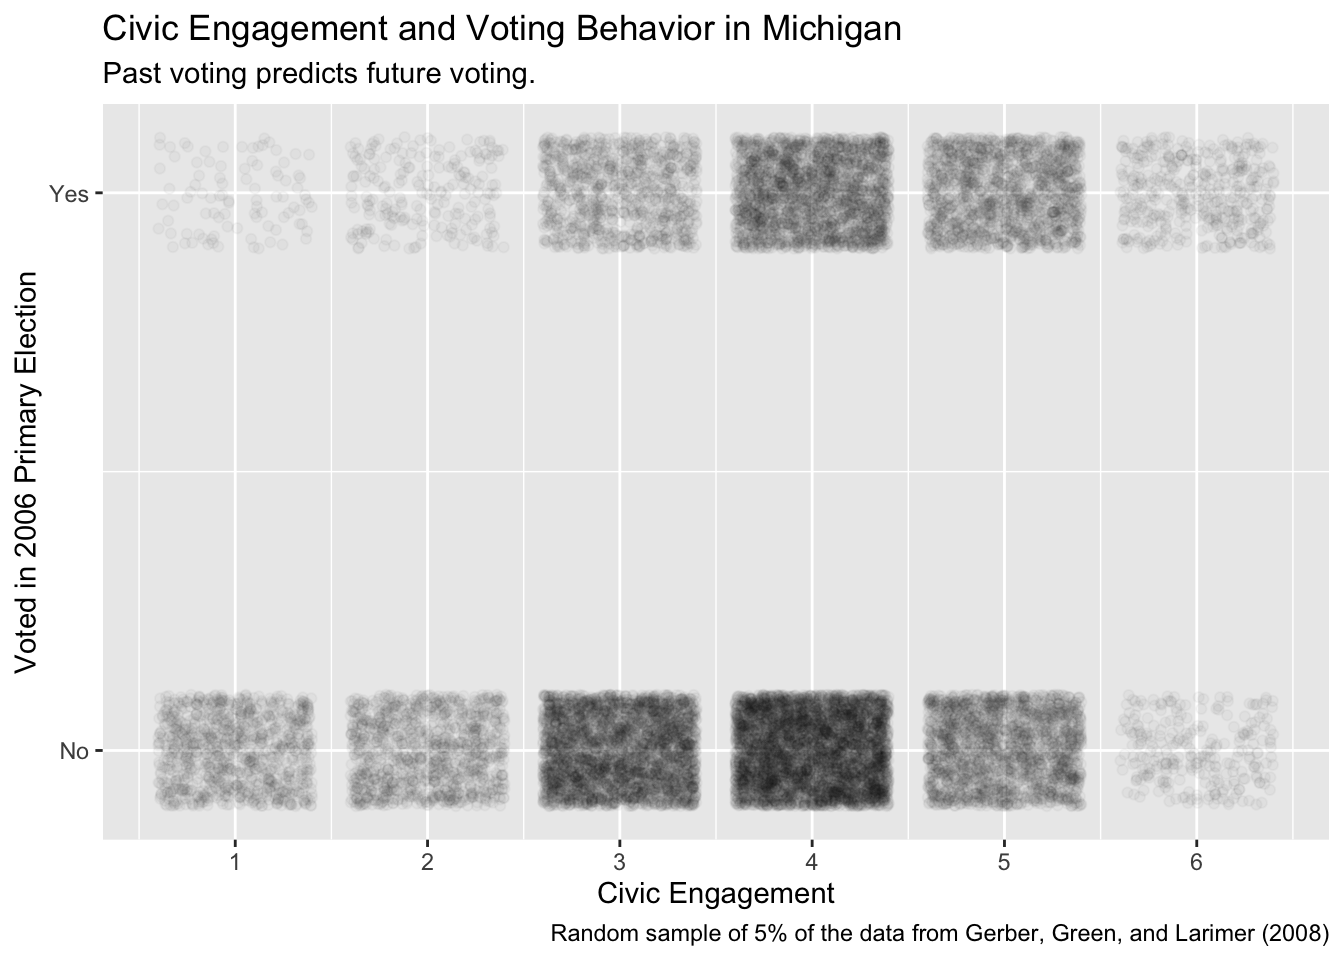 Civic Engagement and Voting Behavior in Michigan
Past voting predicts future voting.
Voted in 2006 Primary Election
Yes
No
1 2 3 4 5 6
Civic Engagement
Random sample of 5% of the data from Gerber, Green, and Larimer (2008)